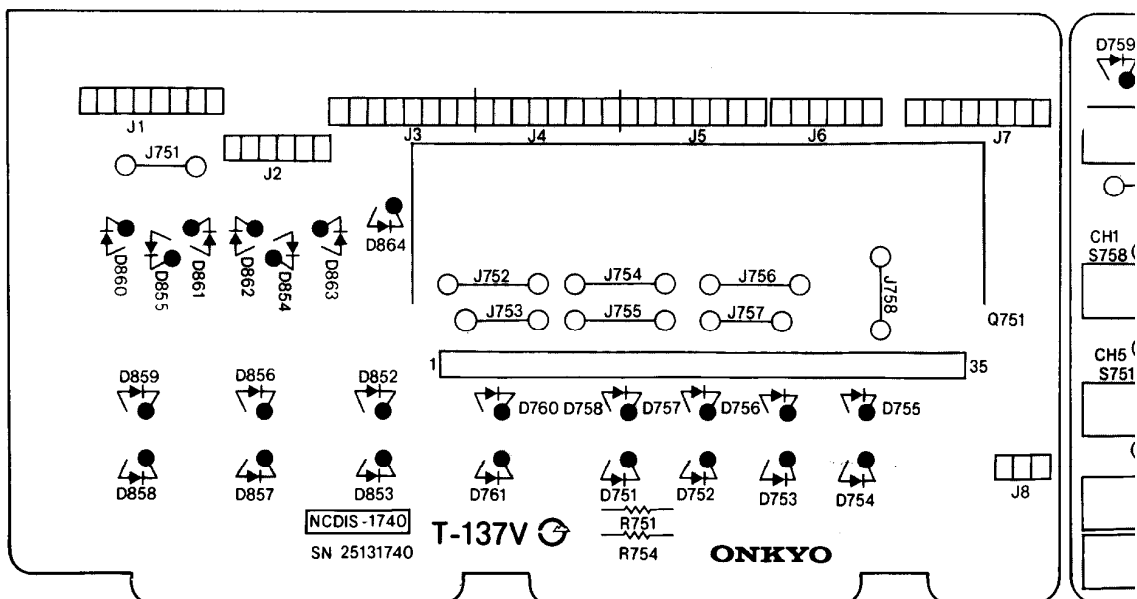 D759
J1
J3
J4
J5
J6
J7
J751
J2
D864
D860
D855
D861
D862
D854
D863
CH1
S758
J752
J754
J756
J758
J753
J755
J757
Q751
1
35
CH5
S751
D859
D856
D852
D760
D758
D757
D756
D755
D858
D857
D853
D761
D751
D752
D753
D754
J8
NCDIS-1740
T-137V
R751
SN 25131740
R754
ONKYO